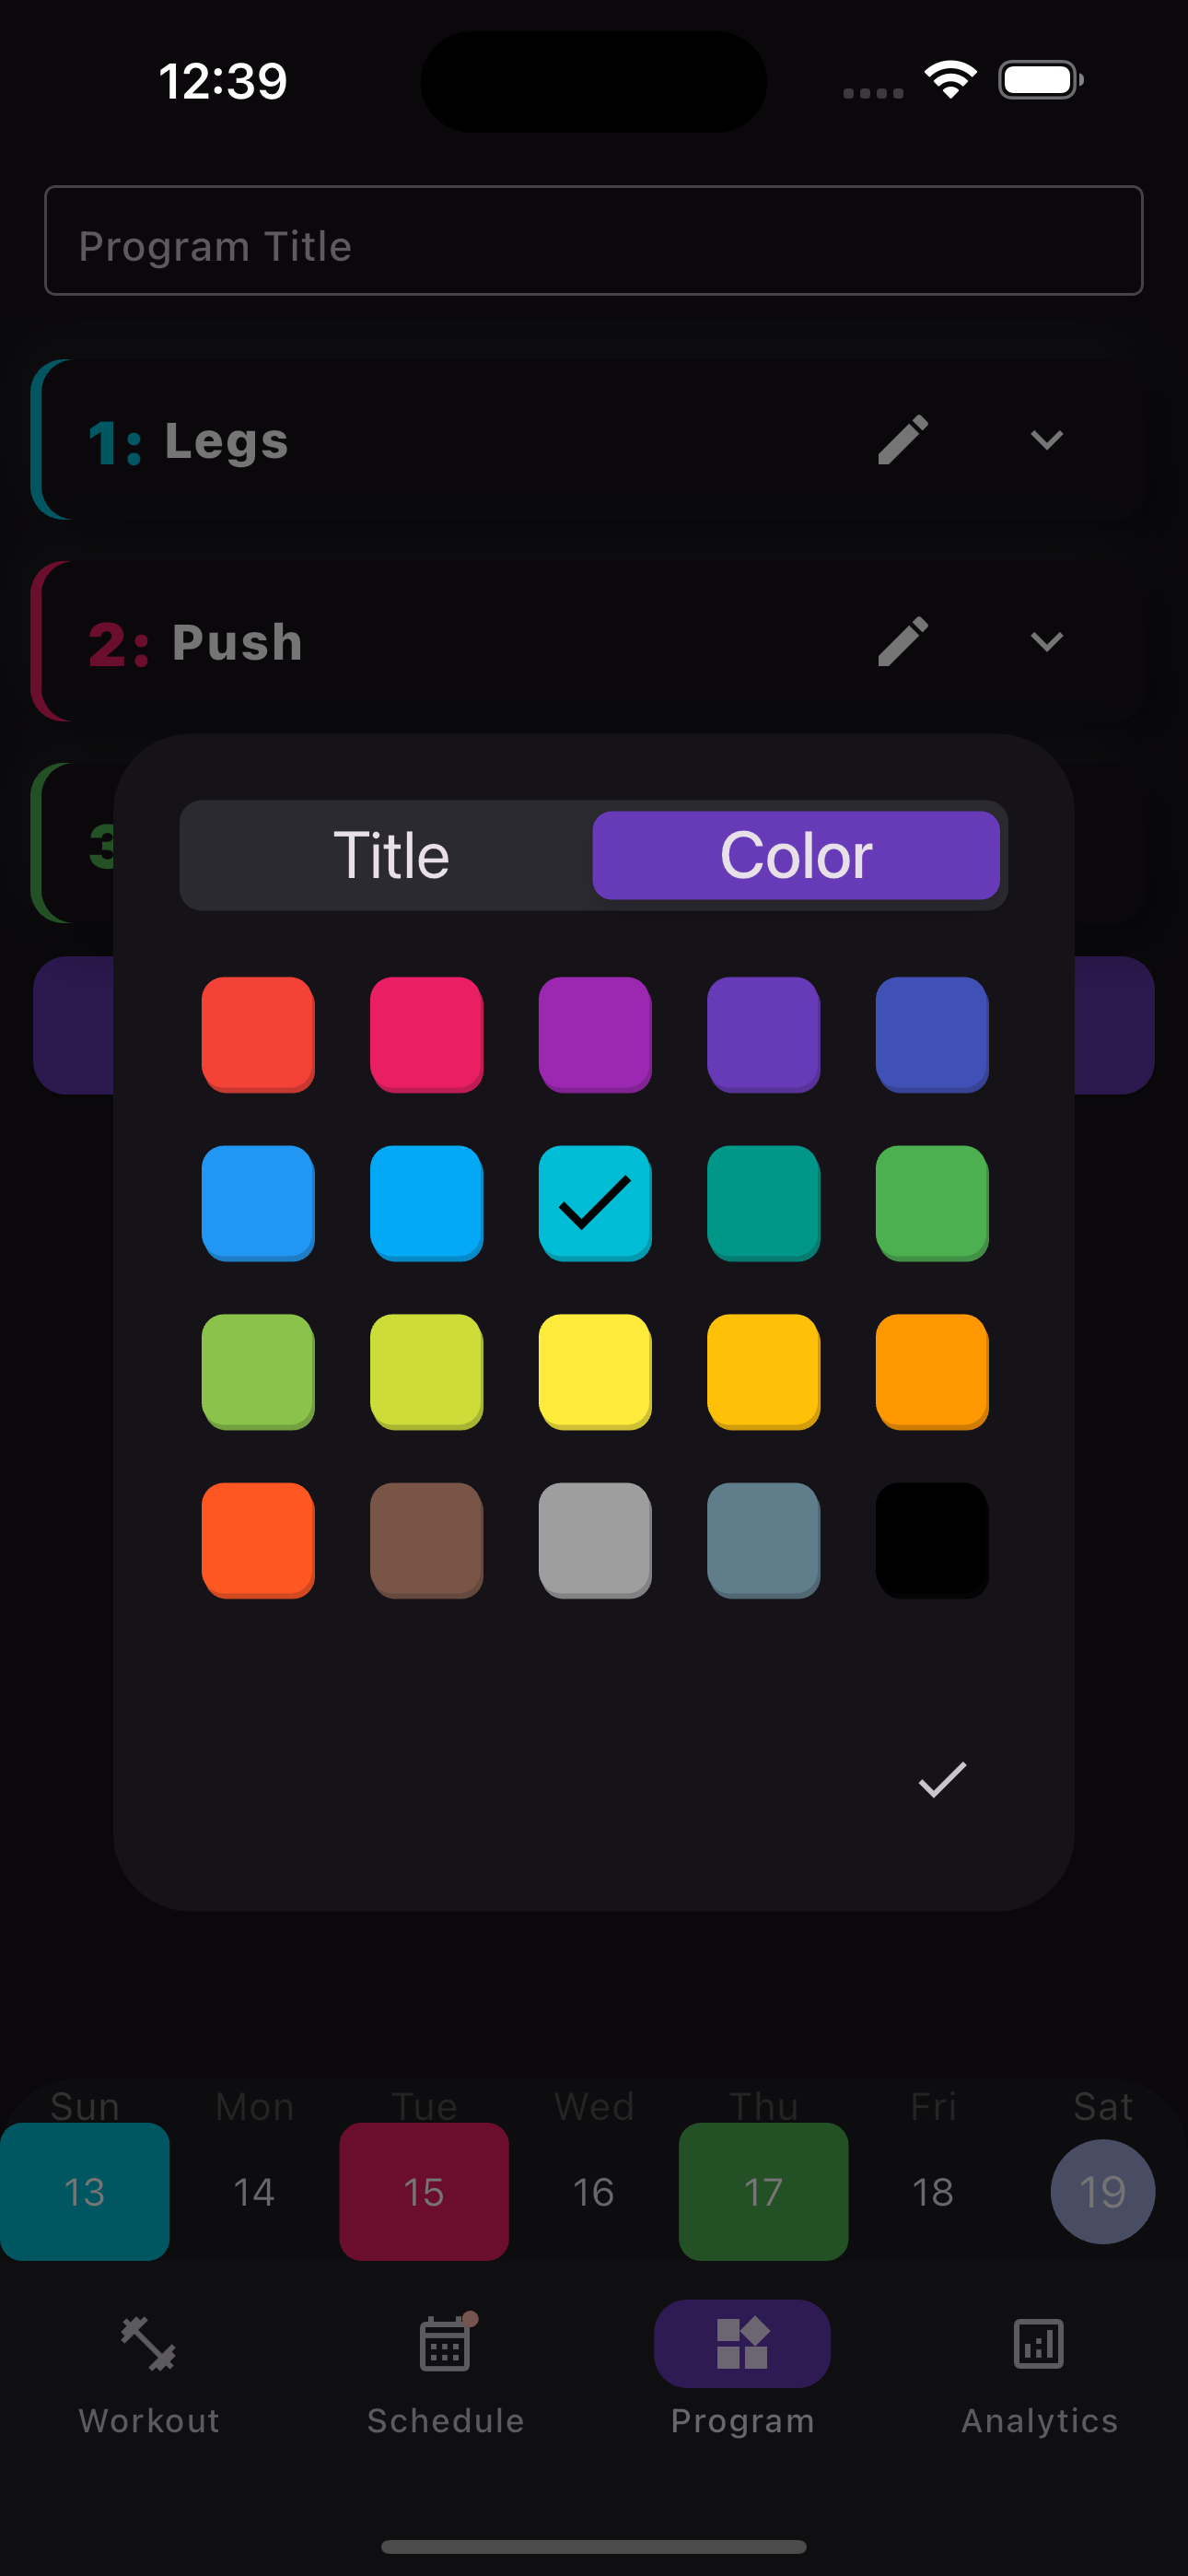 12:39
Program Title
1: Legs
2: Push
3
Title Color
Sun Mon Tue Wed Thu Fri Sat
13 14 15 16 17 18 19
Workout Schedule Program Analytics